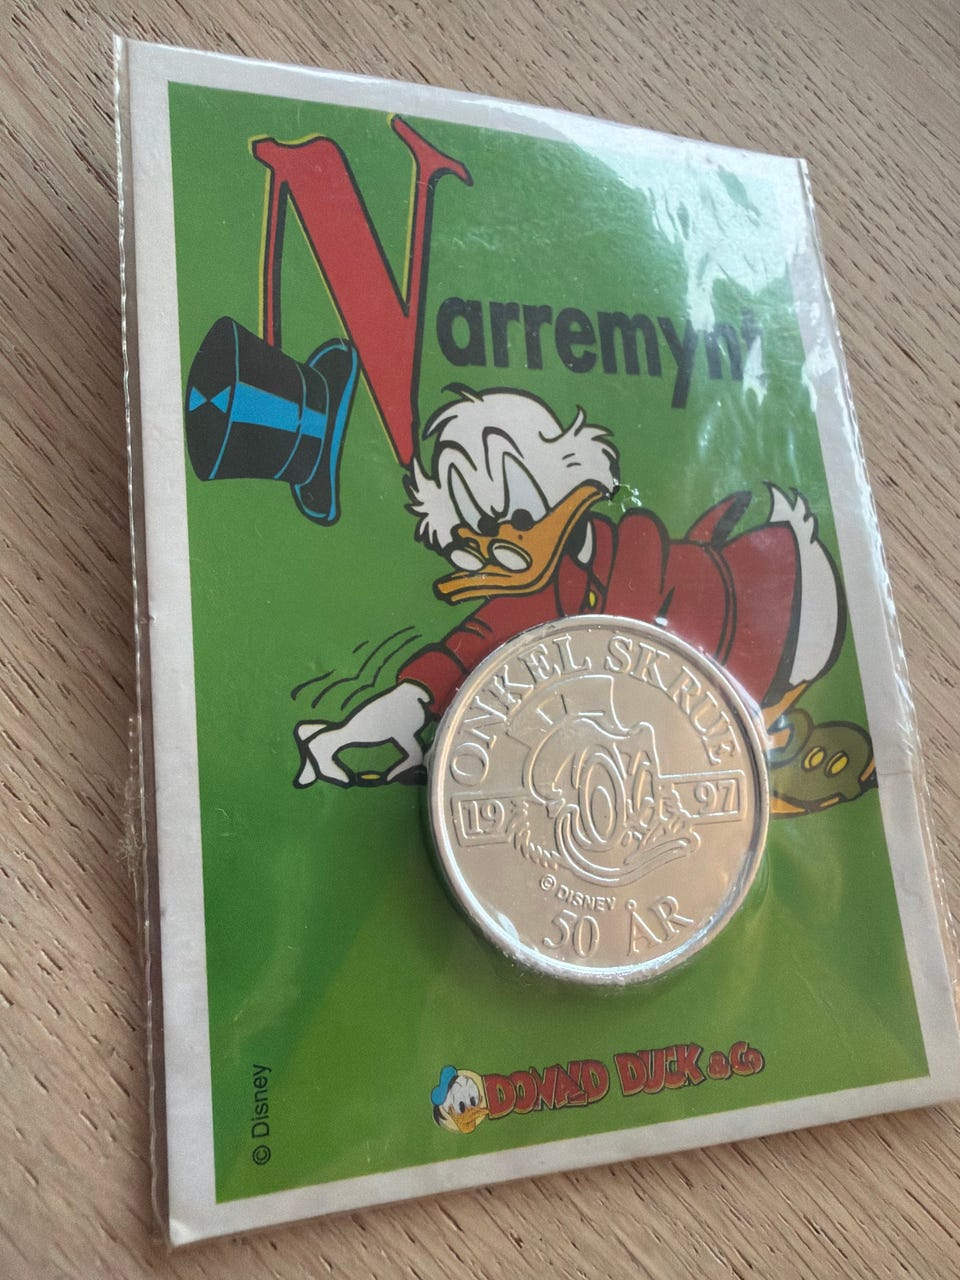 Narremynt
ONKEL SKRUE
19 97
© DISNEY
50 ÅR
DONALD DUCK & Co
© Disney